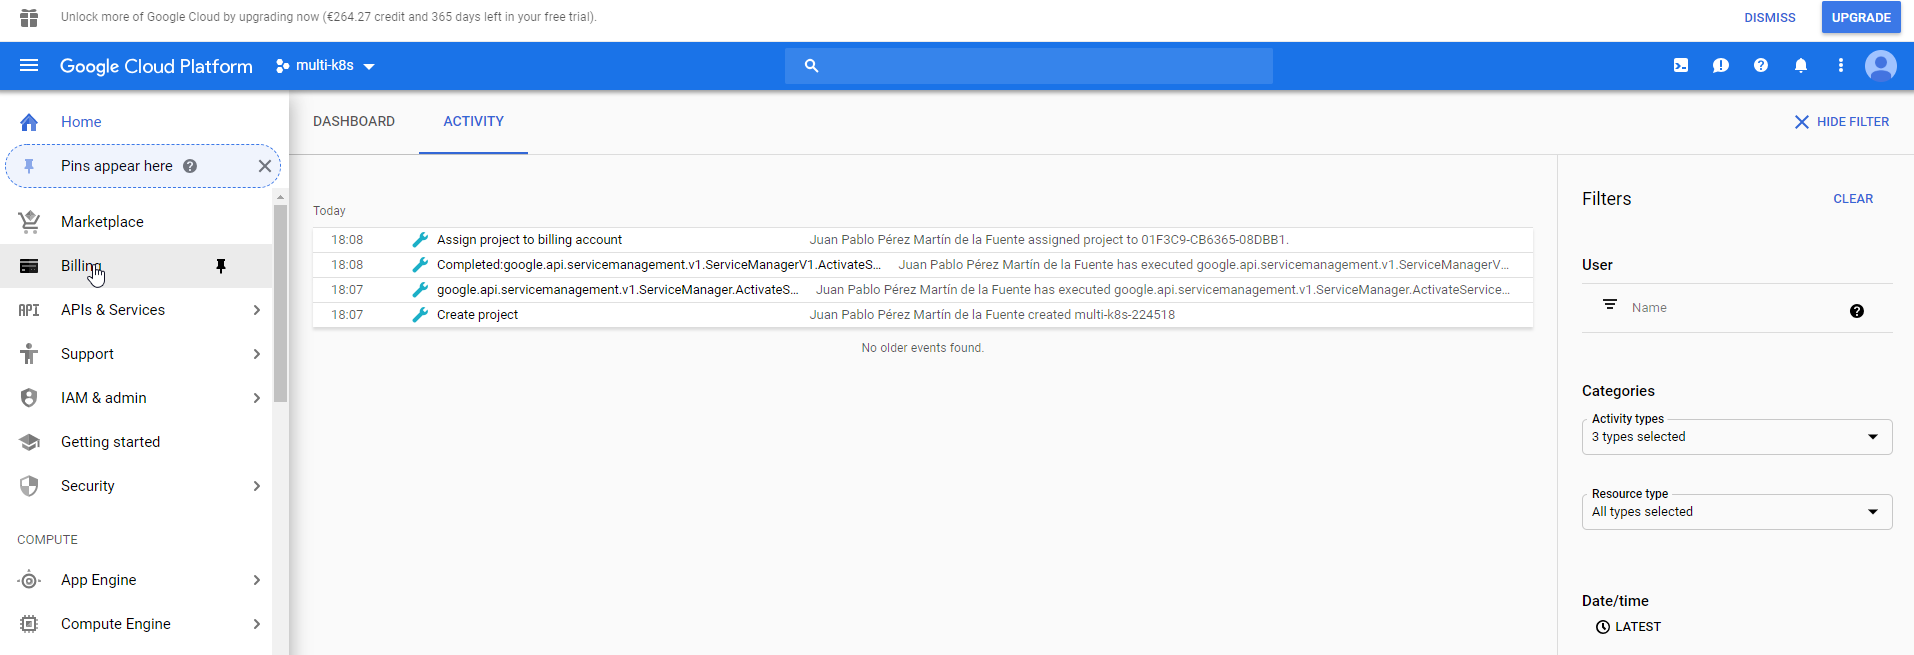 Unlock more of Google Cloud by upgrading now (€264.27 credit and 365 days left in your free trial).
DISMISS
UPGRADE
Google Cloud Platform
multi-k8s
Home
Pins appear here
Marketplace
Billing
API APIs & Services
Support
IAM & admin
Getting started
Security
COMPUTE
App Engine
Compute Engine
DASHBOARD
ACTIVITY
HIDE FILTER
Today
18:08 Assign project to billing account Juan Pablo Pérez Martín de la Fuente assigned project to 01F3C9-CB6365-08DBB1.
18:08 Completed:google.api.servicemanagement.v1.ServiceManagerV1.ActivateS... Juan Pablo Pérez Martín de la Fuente has executed google.api.servicemanagement.v1.ServiceManagerV...
18:07 google.api.servicemanagement.v1.ServiceManager.ActivateS... Juan Pablo Pérez Martín de la Fuente has executed google.api.servicemanagement.v1.ServiceManager.ActivateService...
18:07 Create project Juan Pablo Pérez Martín de la Fuente created multi-k8s-224518
No older events found.
Filters
CLEAR
User
Name
Categories
Activity types
3 types selected
Resource type
All types selected
Date/time
LATEST